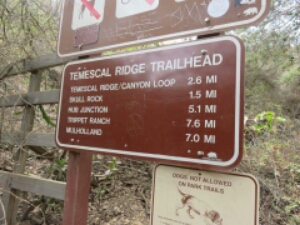 TEMESCAL RIDGE TRAILHEAD
TEMESCAL RIDGE/CANYON LOOP 2.6 MI
SKULL ROCK 1.5 MI
HUB JUNCTION 5.1 MI
TRIPPET RANCH 7.6 MI
MULHOLLAND 7.0 MI
DOGS NOT ALLOWED
ON PARK TRAILS